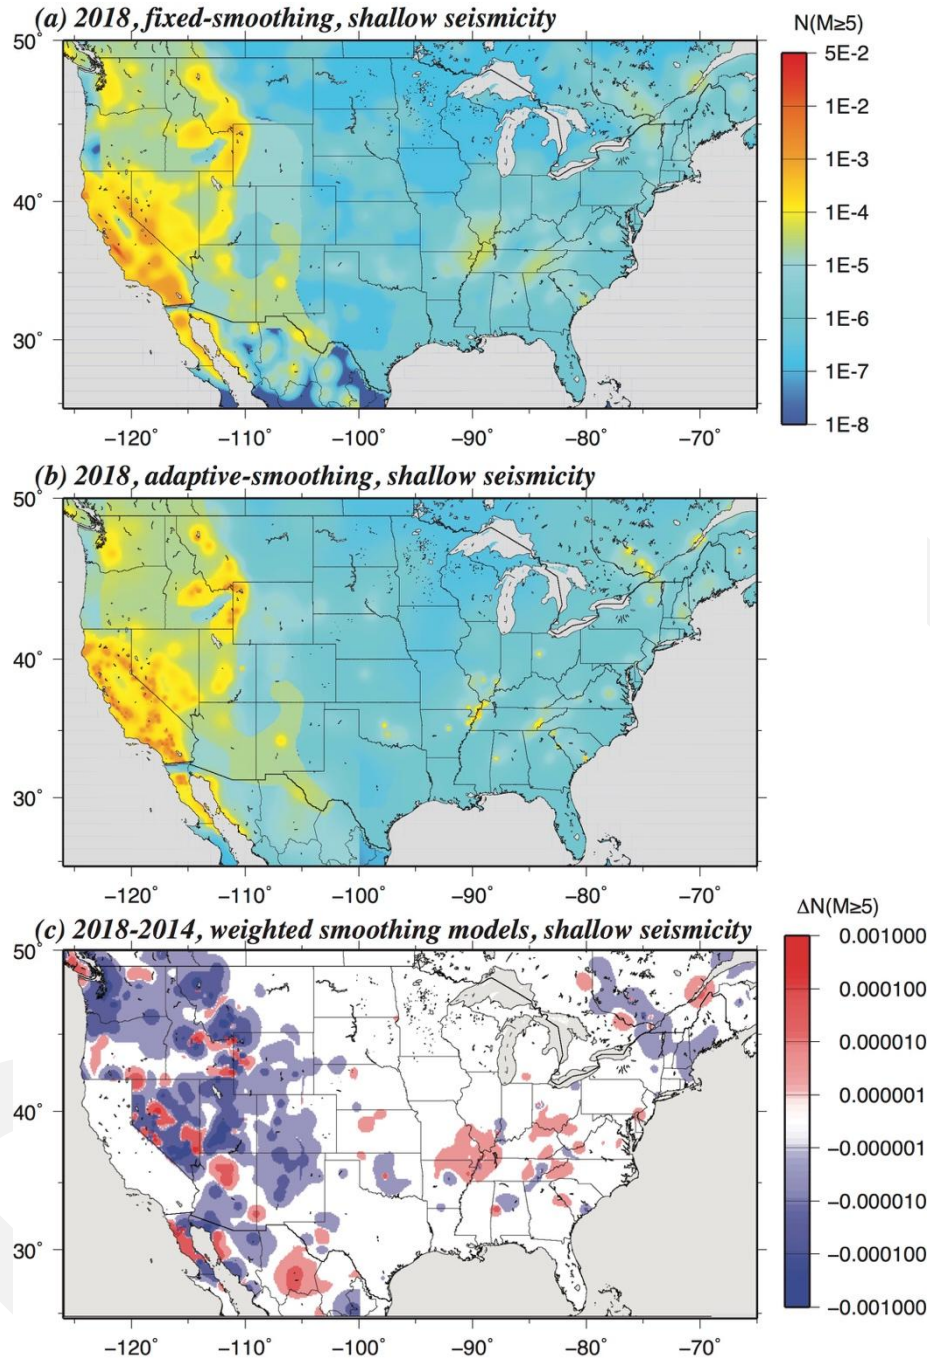 (a) 2018, fixed-smoothing, shallow seismicity
N(M≥5)
50°
40°
30°
−120° −110° −100° −90° −80° −70°
5E-2
1E-2
1E-3
1E-4
1E-5
1E-6
1E-7
1E-8
(b) 2018, adaptive-smoothing, shallow seismicity
50°
40°
30°
−120° −110° −100° −90° −80° −70°
(c) 2018-2014, weighted smoothing models, shallow seismicity
ΔN(M≥5)
50°
40°
30°
−120° −110° −100° −90° −80° −70°
0.001000
0.000100
0.000010
0.000001
−0.000001
−0.000010
−0.000100
−0.001000